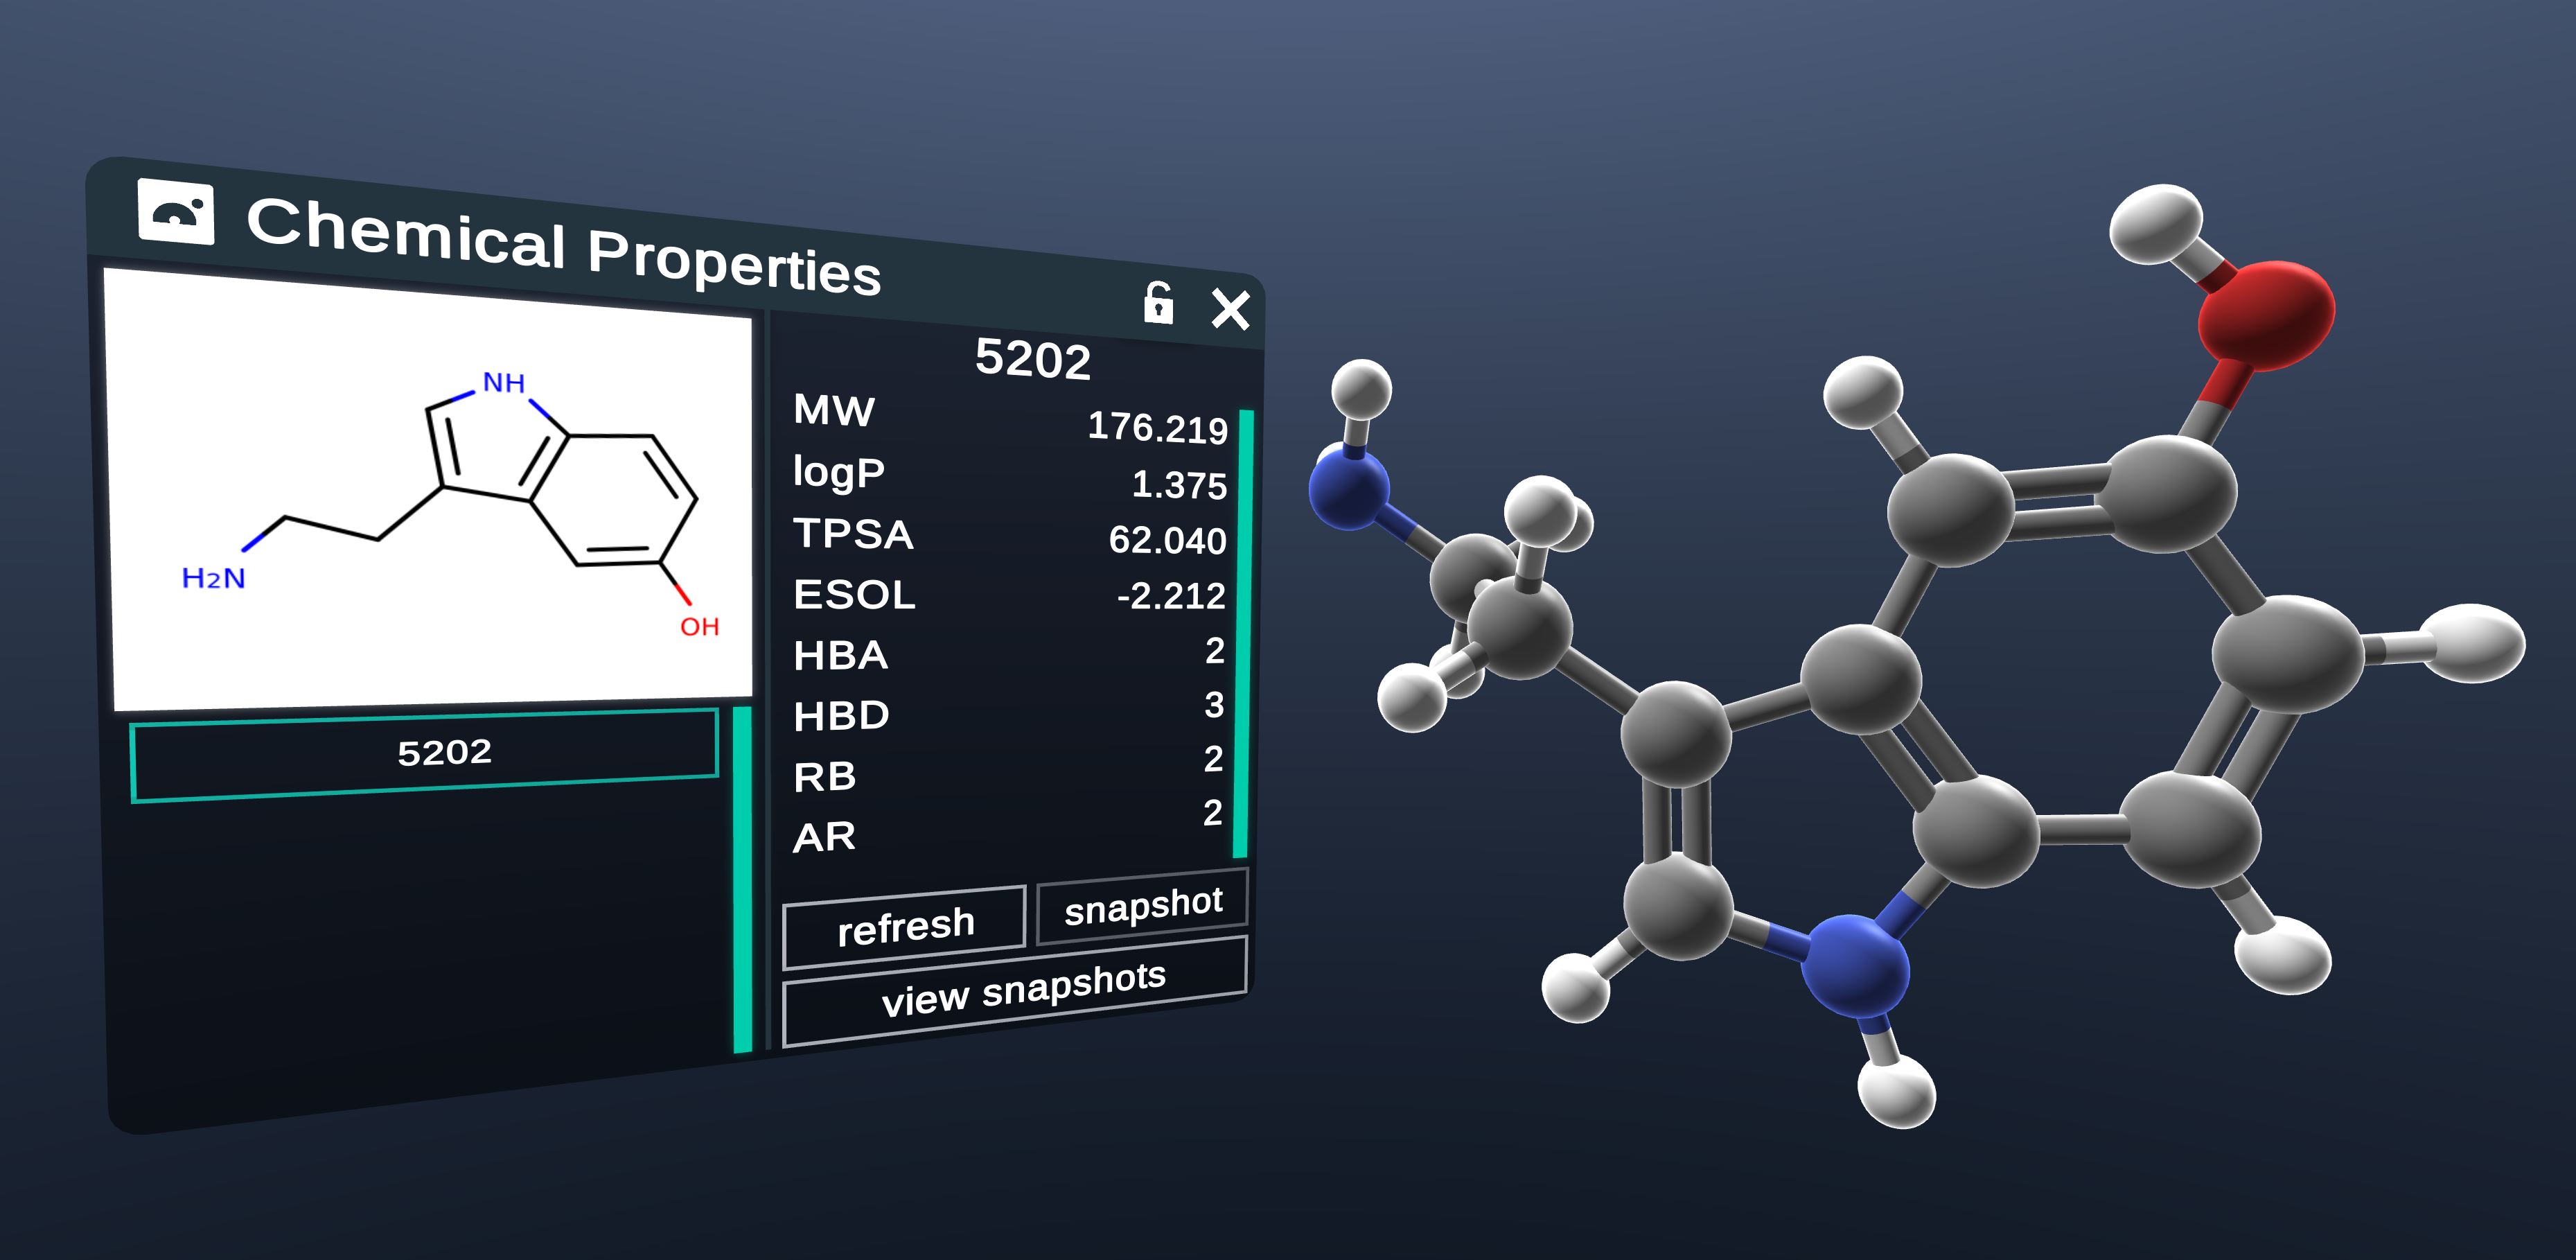 Chemical Properties
NH
H2N
OH
5202
5202
MW 176.219
logP 1.375
TPSA 62.040
ESOL -2.212
HBA 2
HBD 3
RB 2
AR 2
refresh snapshot
view snapshots